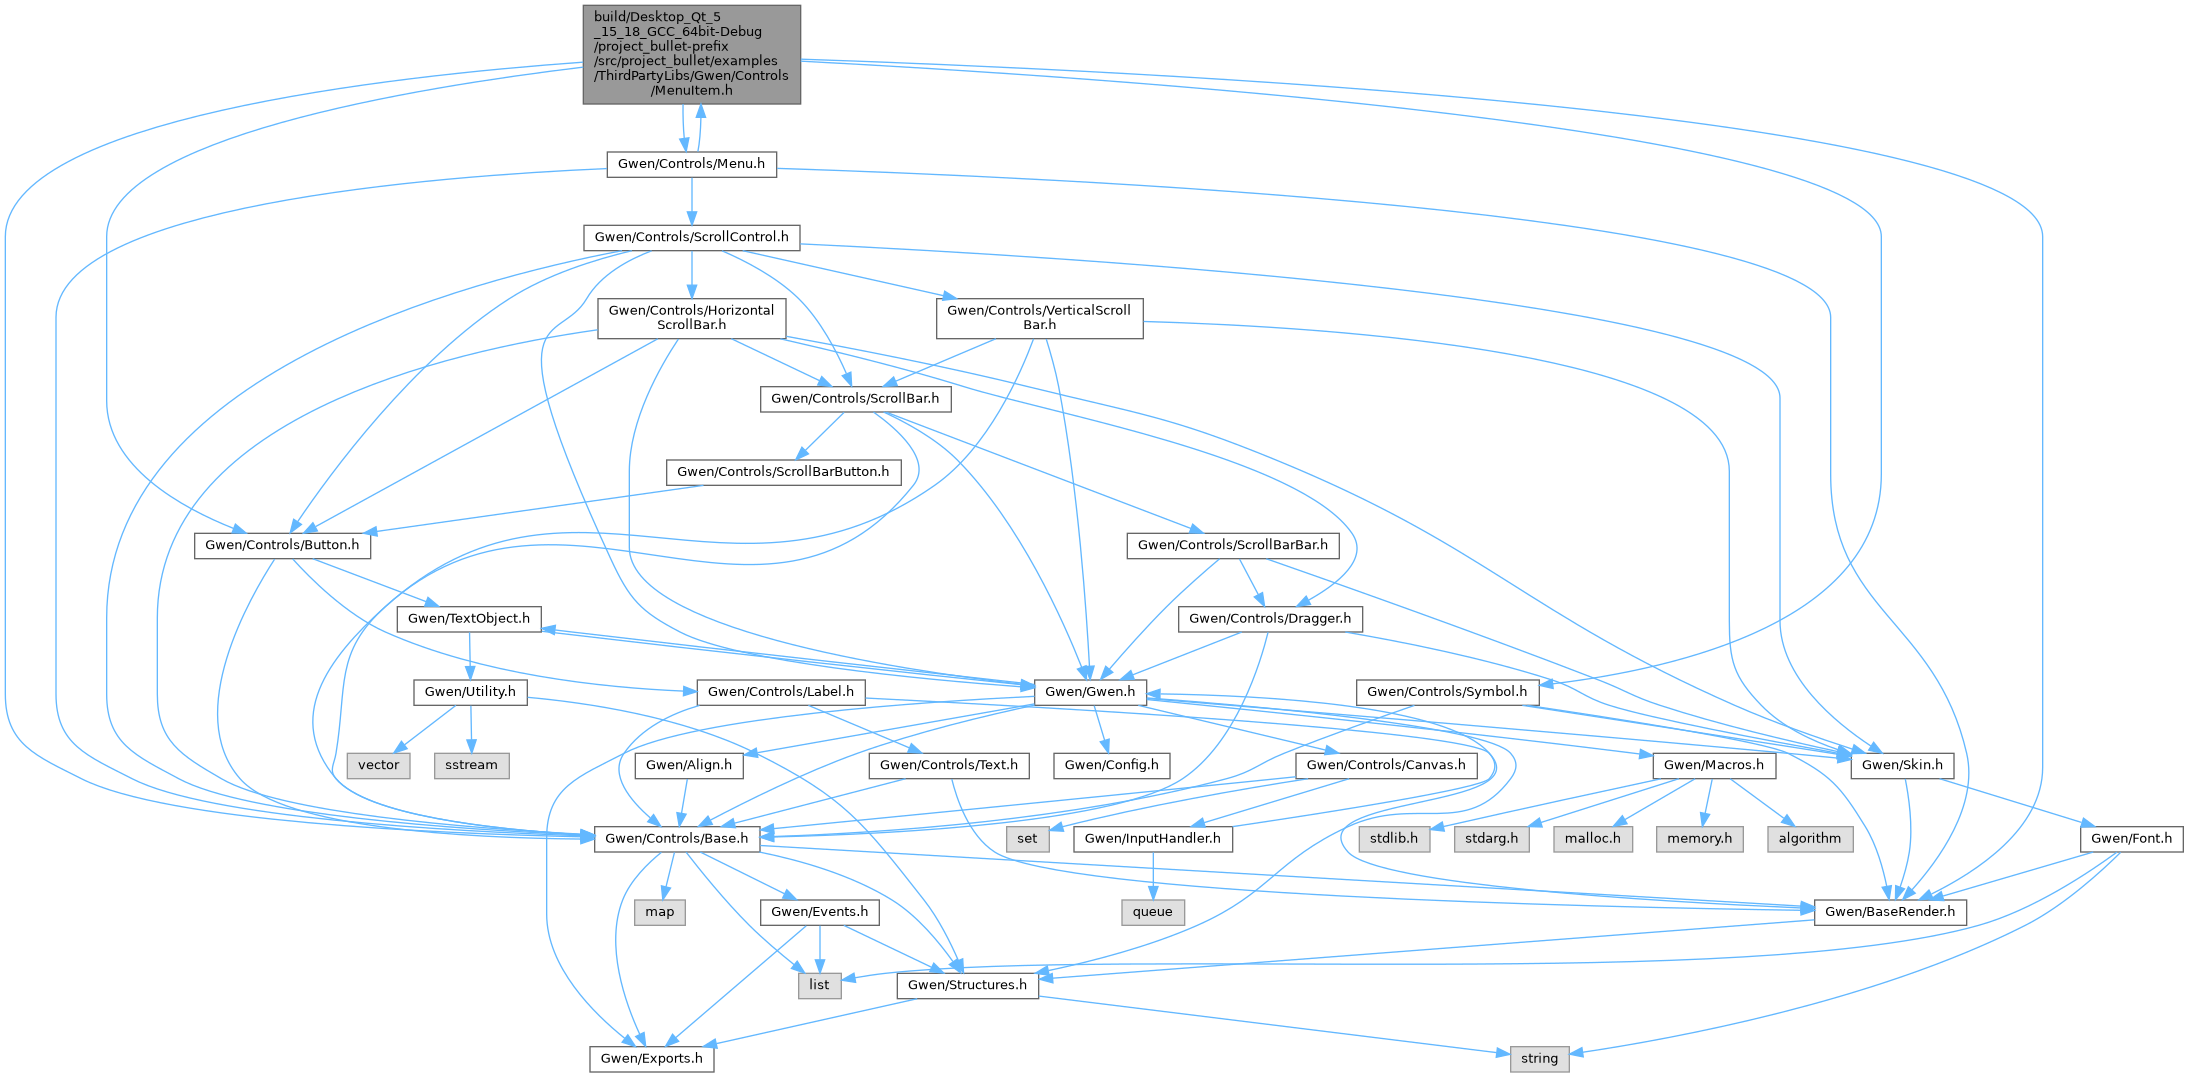 build/Desktop_Qt_5
_15_18_GCC_64bit-Debug
/project_bullet-prefix
/src/project_bullet/examples
/ThirdPartyLibs/Gwen/Controls
/MenuItem.h
Gwen/Controls/Menu.h
Gwen/Controls/ScrollControl.h
Gwen/Controls/Horizontal
ScrollBar.h
Gwen/Controls/VerticalScroll
Bar.h
Gwen/Controls/ScrollBar.h
Gwen/Controls/ScrollBarButton.h
Gwen/Controls/Button.h
Gwen/Controls/ScrollBarBar.h
Gwen/TextObject.h
Gwen/Controls/Dragger.h
Gwen/Utility.h
Gwen/Controls/Label.h
Gwen/Gwen.h
Gwen/Controls/Symbol.h
vector
sstream
Gwen/Align.h
Gwen/Controls/Text.h
Gwen/Config.h
Gwen/Controls/Canvas.h
Gwen/Macros.h
Gwen/Skin.h
Gwen/Controls/Base.h
set
Gwen/InputHandler.h
stdlib.h
stdarg.h
malloc.h
memory.h
algorithm
Gwen/Font.h
map
Gwen/Events.h
queue
Gwen/BaseRender.h
list
Gwen/Structures.h
Gwen/Exports.h
string